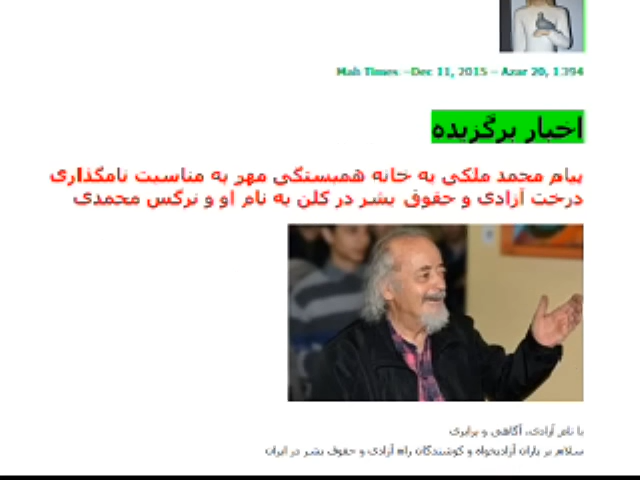 Mah Times –Dec 11, 2015 – Azar 20, 1394
اخبار برگزیده
پیام محمد ملکی به خانه همبستگی مهر به مناسبت نامگذاری
درخت آزادی و حقوق بشر در کلن به نام او و نرگس محمدی
با نام آزادی، آگاهی و برابری
سلام بر یاران آزادیخواه و کوشندگان راه آزادی و حقوق بشر در ایران